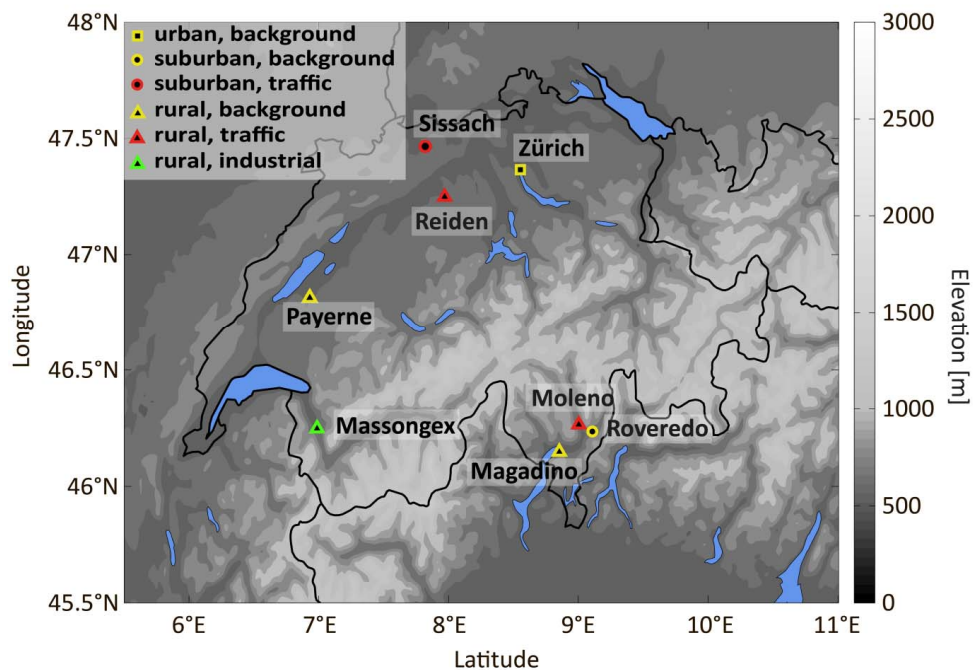 48°N
47.5°N
47°N
46.5°N
46°N
45.5°N
Longitude
urban, background
suburban, background
suburban, traffic
rural, background
rural, traffic
rural, industrial
Sissach
Zürich
Reiden
Payerne
Massongex
Moleno
Roveredo
Magadino
6°E
7°E
8°E
9°E
10°E
11°E
Latitude
3000
2500
2000
1500
1000
500
0
Elevation [m]